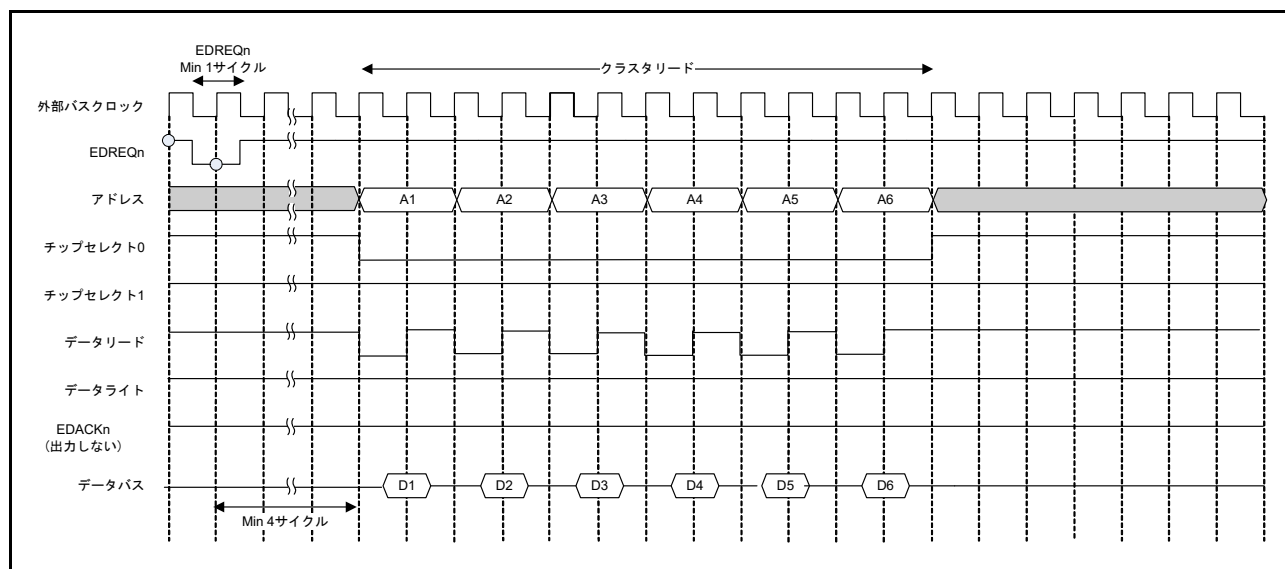 EDREQn
Min 1サイクル
クラスタリード
外部バスクロック
EDREQn
アドレス
A1 A2 A3 A4 A5 A6
チップセレクト0
チップセレクト1
データリード
データライト
EDACKn
（出力しない）
データバス
D1 D2 D3 D4 D5 D6
Min 4サイクル